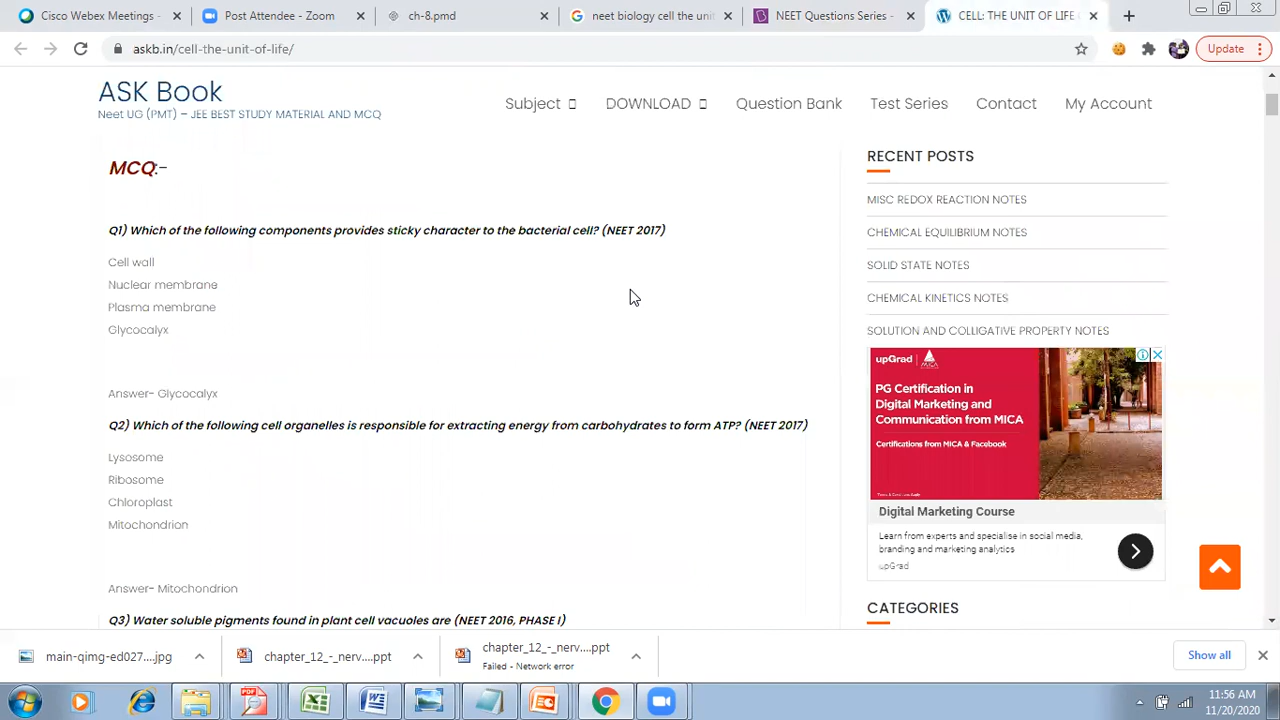 Cisco Webex Meetings -
Post Attendee - Zoom
ch-8.pmd
neet biology cell the uni
NEET Questions Series -
CELL: THE UNIT OF LIFE
askb.in/cell-the-unit-of-life/
Update
ASK Book
Neet UG (PMT) – JEE BEST STUDY MATERIAL AND MCQ
Subject
DOWNLOAD
Question Bank
Test Series
Contact
My Account
MCQ:-
Q1) Which of the following components provides sticky character to the bacterial cell? (NEET 2017)
Cell wall
Nuclear membrane
Plasma membrane
Glycocalyx
Answer- Glycocalyx
Q2) Which of the following cell organelles is responsible for extracting energy from carbohydrates to form ATP? (NEET 2017)
Lysosome
Ribosome
Chloroplast
Mitochondrion
Answer- Mitochondrion
Q3) Water soluble pigments found in plant cell vacuoles are (NEET 2016, PHASE I)
RECENT POSTS
MISC REDOX REACTION NOTES
CHEMICAL EQUILIBRIUM NOTES
SOLID STATE NOTES
CHEMICAL KINETICS NOTES
SOLUTION AND COLLIGATIVE PROPERTY NOTES
upGrad
MICA
PG Certification in
Digital Marketing and
Communication from MICA
Certifications from MICA & Facebook
Digital Marketing Course
Learn from experts and specialise in social media,
branding and marketing analytics
upGrad
CATEGORIES
main-qimg-ed027....jpg
chapter_12_-_nerv....ppt
chapter_12_-_nerv....ppt
Failed - Network error
Show all
11:56 AM
11/20/2020